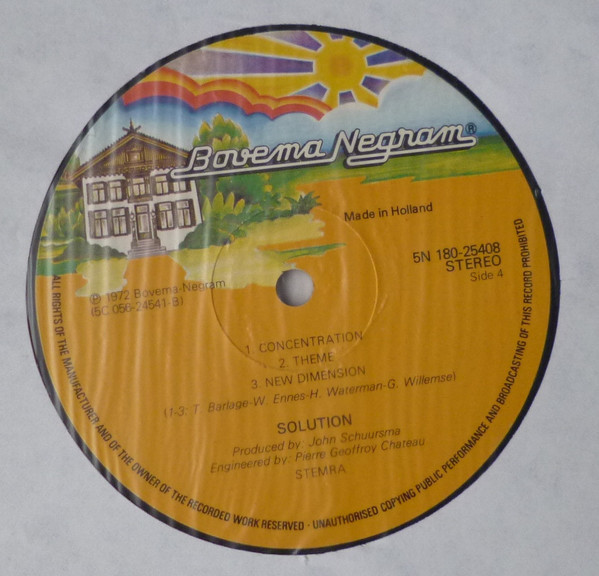 Bovema Negram®
Made in Holland
5N 180-25408
STEREO
Side 4
℗ 1972 Bovema-Negram
(5C 056-24541-B)
1. CONCENTRATION
2. THEME
3. NEW DIMENSION
(1-3: T. Barlage-W. Ennes-H. Waterman-G. Willemse)
SOLUTION
Produced by: John Schuursma
Engineered by: Pierre Geoffroy Chateau
STEMRA
ALL RIGHTS OF THE MANUFACTURER AND OF THE OWNER OF THE RECORDED WORK RESERVED - UNAUTHORISED COPYING PUBLIC PERFORMANCE AND BROADCASTING OF THIS RECORD PROHIBITED